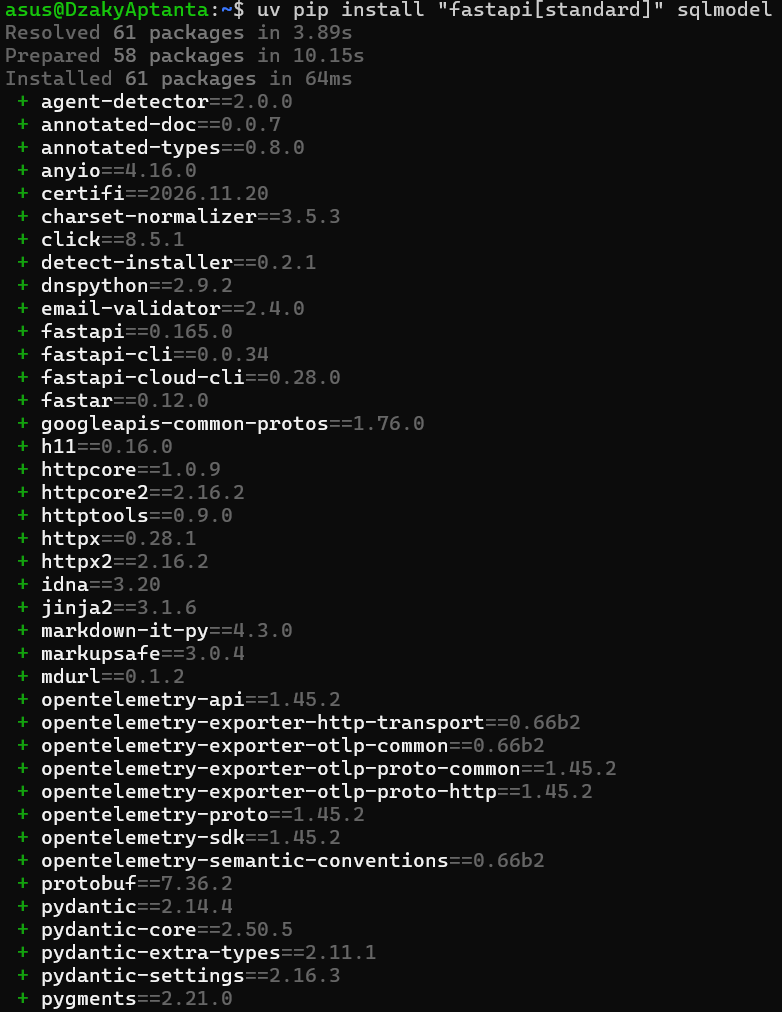 asus@DzakyAptanta:~$ uv pip install "fastapi[standard]" sqlmodel
Resolved 61 packages in 3.89s
Prepared 58 packages in 10.15s
Installed 61 packages in 64ms
+ agent-detector==2.0.0
+ annotated-doc==0.0.7
+ annotated-types==0.8.0
+ anyio==4.16.0
+ certifi==2026.11.20
+ charset-normalizer==3.5.3
+ click==8.5.1
+ detect-installer==0.2.1
+ dnspython==2.9.2
+ email-validator==2.4.0
+ fastapi==0.165.0
+ fastapi-cli==0.0.34
+ fastapi-cloud-cli==0.28.0
+ fastar==0.12.0
+ googleapis-common-protos==1.76.0
+ h11==0.16.0
+ httpcore==1.0.9
+ httpcore2==2.16.2
+ httptools==0.9.0
+ httpx==0.28.1
+ httpx2==2.16.2
+ idna==3.20
+ jinja2==3.1.6
+ markdown-it-py==4.3.0
+ markupsafe==3.0.4
+ mdurl==0.1.2
+ opentelemetry-api==1.45.2
+ opentelemetry-exporter-http-transport==0.66b2
+ opentelemetry-exporter-otlp-common==0.66b2
+ opentelemetry-exporter-otlp-proto-common==1.45.2
+ opentelemetry-exporter-otlp-proto-http==1.45.2
+ opentelemetry-proto==1.45.2
+ opentelemetry-sdk==1.45.2
+ opentelemetry-semantic-conventions==0.66b2
+ protobuf==7.36.2
+ pydantic==2.14.4
+ pydantic-core==2.50.5
+ pydantic-extra-types==2.11.1
+ pydantic-settings==2.16.3
+ pygments==2.21.0